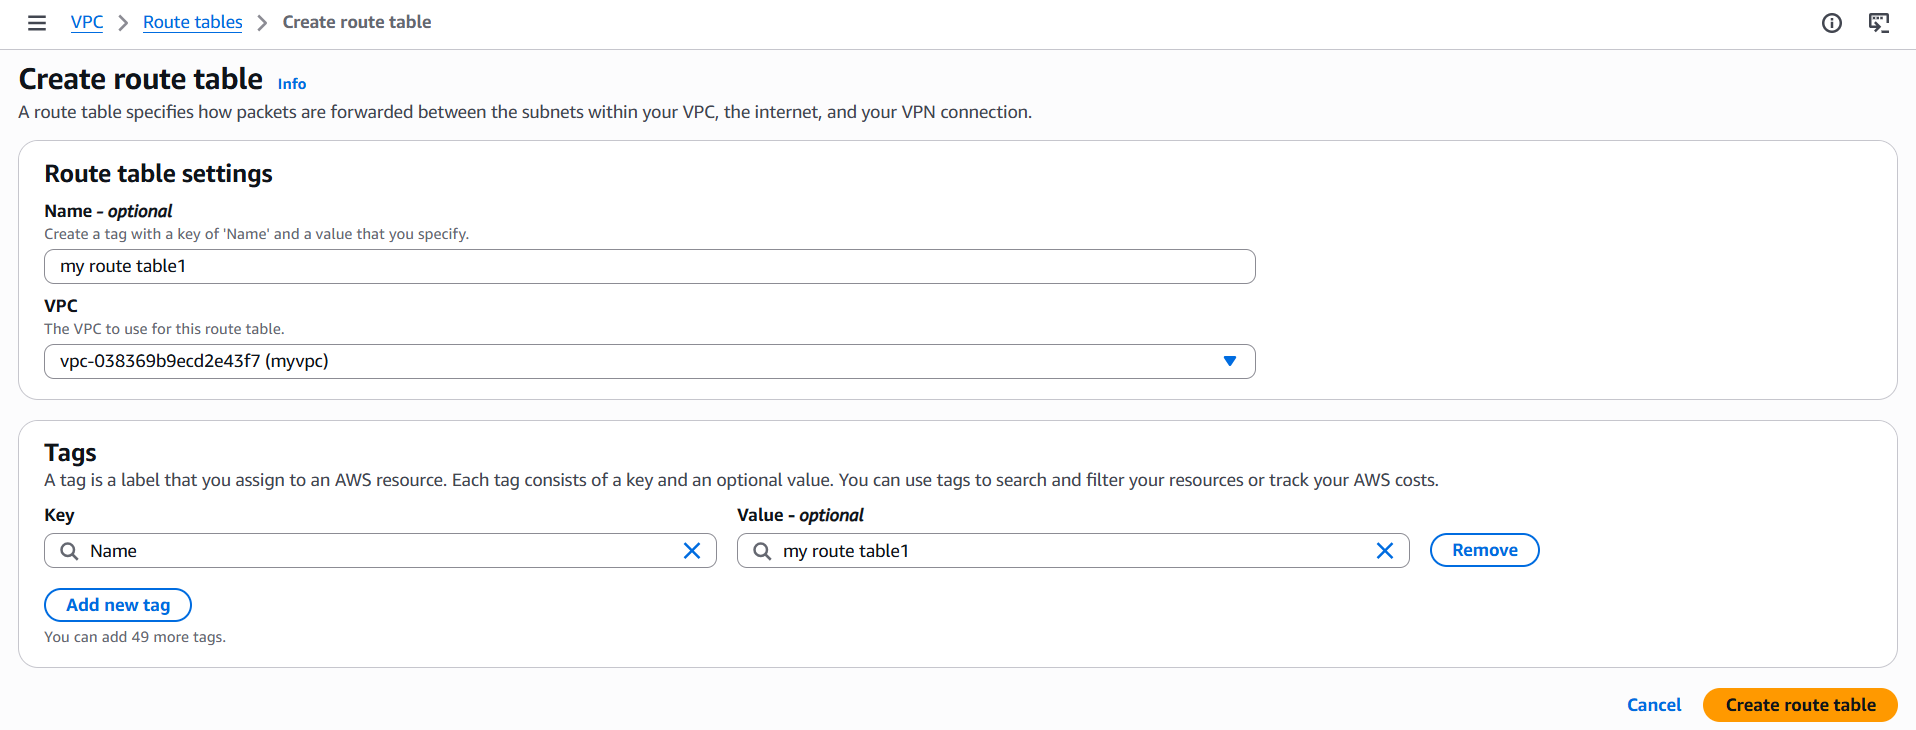 VPC > Route tables > Create route table
Create route table Info
A route table specifies how packets are forwarded between the subnets within your VPC, the internet, and your VPN connection.
Route table settings
Name - optional
Create a tag with a key of 'Name' and a value that you specify.
my route table1
VPC
The VPC to use for this route table.
vpc-038369b9ecd2e43f7 (myvpc)
Tags
A tag is a label that you assign to an AWS resource. Each tag consists of a key and an optional value. You can use tags to search and filter your resources or track your AWS costs.
Key Value - optional
Name my route table1 Remove
Add new tag
You can add 49 more tags.
Cancel Create route table